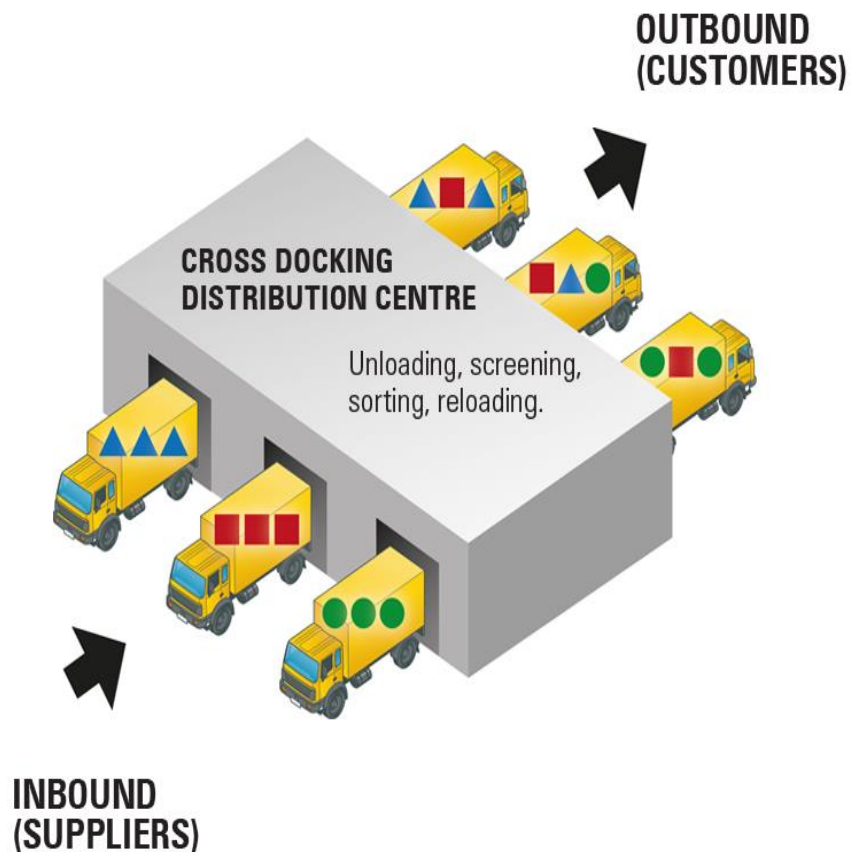 OUTBOUND
(CUSTOMERS)
CROSS DOCKING
DISTRIBUTION CENTRE
Unloading, screening,
sorting, reloading.
INBOUND
(SUPPLIERS)